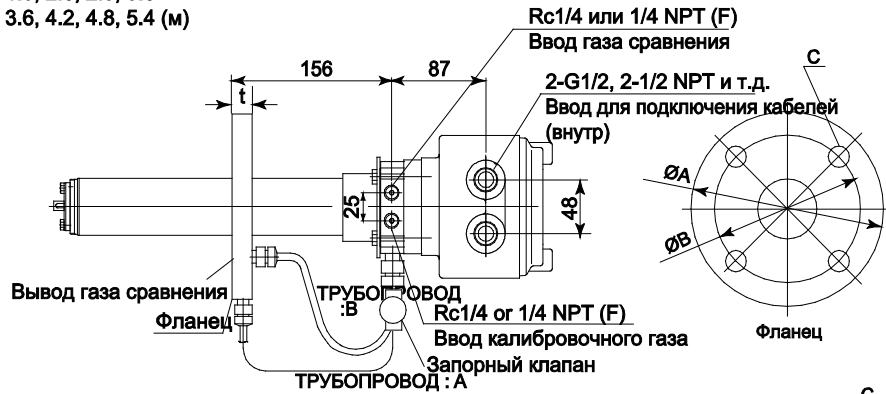 3.6, 4.2, 4.8, 5.4 (м)
Rc1/4 или 1/4 NPT (F)
Ввод газа сравнения
156
87
C
t
2-G1/2, 2-1/2 NPT и т.д.
Ввод для подключения кабелей
(внутр)
ØA
25
48
ØB
Вывод газа сравнения
ТРУБОПРОВОД
:B
Фланец
Rc1/4 or 1/4 NPT (F)
Ввод калибровочного газа
Фланец
Запорный клапан
ТРУБОПРОВОД : A